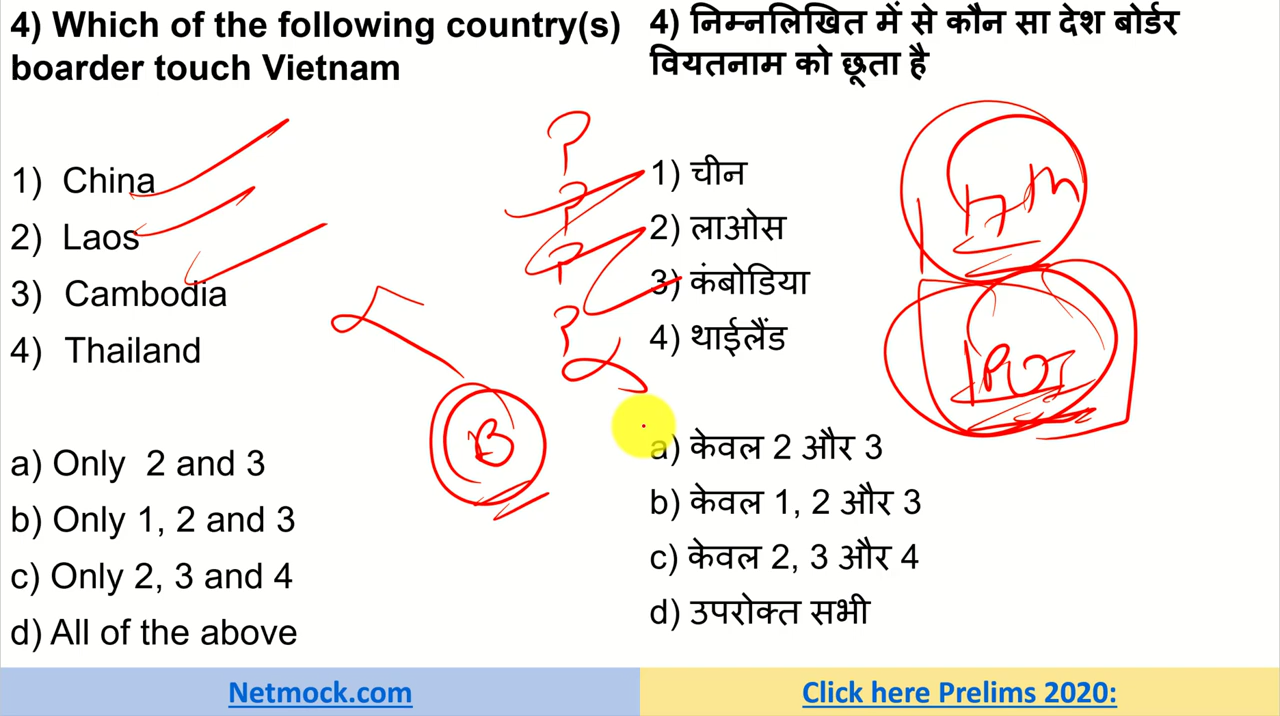 4) Which of the following country(s)
boarder touch Vietnam
1) China
2) Laos
3) Cambodia
4) Thailand
a) Only 2 and 3
b) Only 1, 2 and 3
c) Only 2, 3 and 4
d) All of the above
B
4) निम्नलिखित में से कौन सा देश बोर्डर
वियतनाम को छूता है
1) चीन
2) लाओस
3) कंबोडिया
4) थाईलैंड
a) केवल 2 और 3
b) केवल 1, 2 और 3
c) केवल 2, 3 और 4
d) उपरोक्त सभी
?
?
?
?
Netmock.com
Click here Prelims 2020: